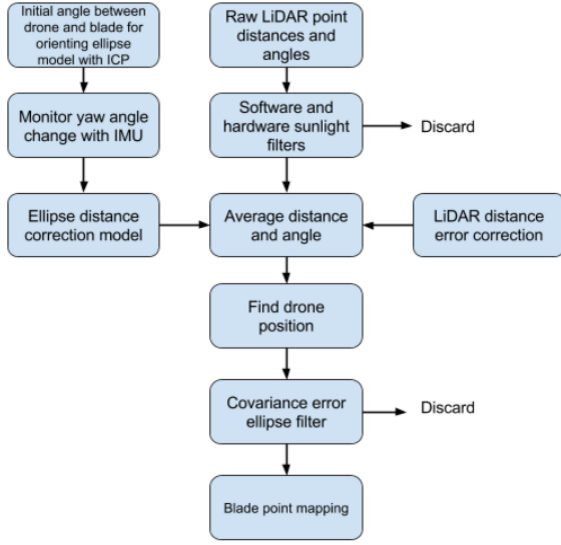 Initial angle between
drone and blade for
orienting ellipse
model with ICP
Raw LiDAR point
distances and
angles
Monitor yaw angle
change with IMU
Software and
hardware sunlight
filters
Discard
Ellipse distance
correction model
Average distance
and angle
LiDAR distance
error correction
Find drone
position
Covariance error
ellipse filter
Discard
Blade point mapping